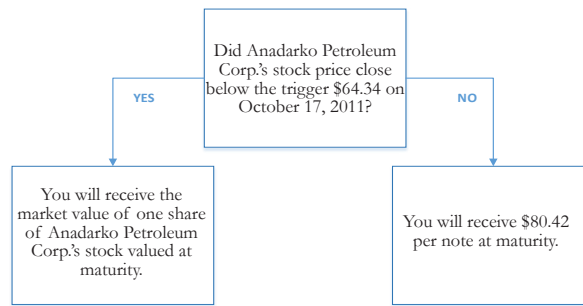 Did Anadarko Petroleum
Corp.'s stock price close
below the trigger $64.34 on
October 17, 2011?
YES
NO
You will receive the
market value of one share
of Anadarko Petroleum
Corp.'s stock valued at
maturity.
You will receive $80.42
per note at maturity.